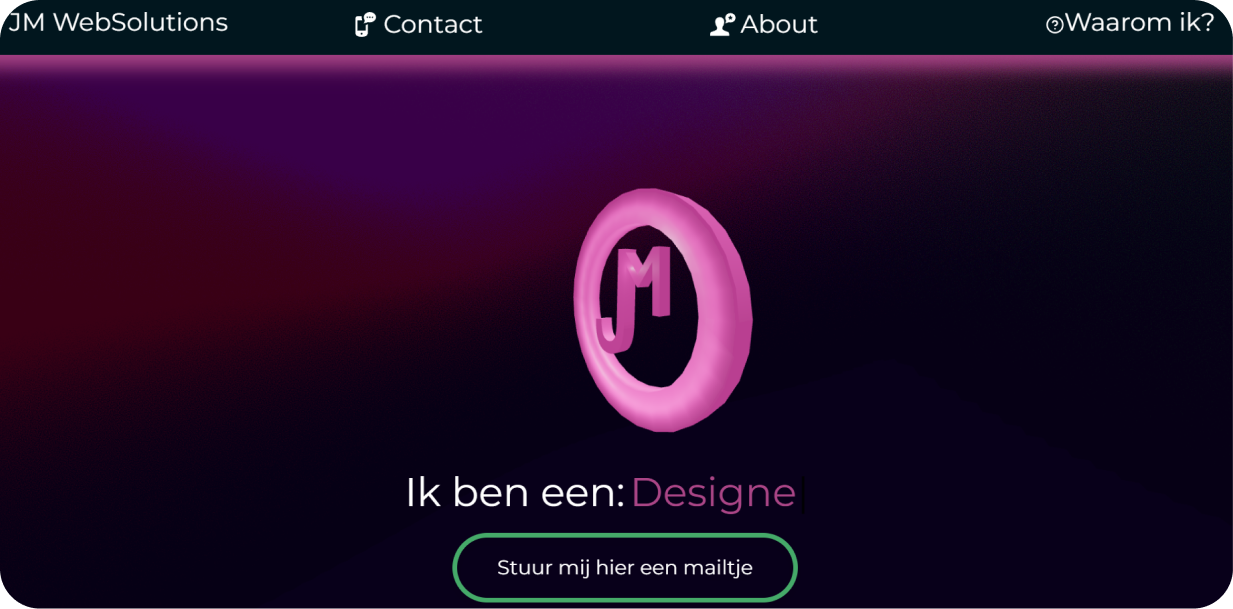 JM WebSolutions Contact About Waarom ik?
JM
Ik ben een: Designe
Stuur mij hier een mailtje